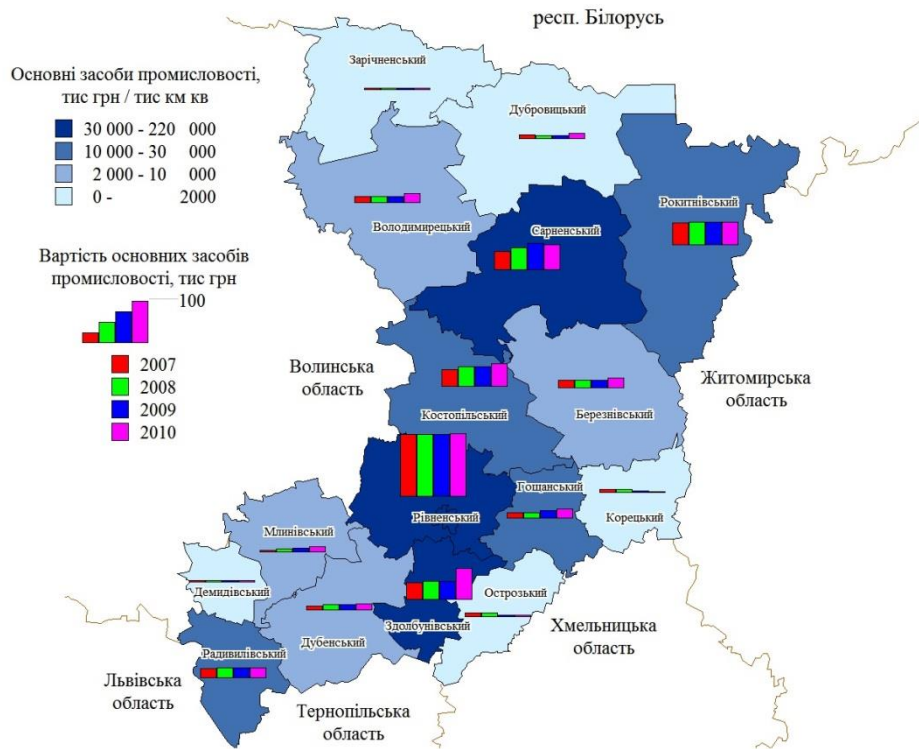 респ. Білорусь
Основні засоби промисловості,
тис грн / тис км кв
30 000 - 220 000
10 000 - 30 000
2 000 - 10 000
0 - 2000
Вартість основних засобів
промисловості, тис грн
100
2007
2008
2009
2010
Зарічненський
Дубровицький
Володимирецький
Сарненський
Рокитнівський
Волинська
область
Костопільський
Березнівський
Житомирська
область
Гощанський
Корецький
Рівненський
Млинівський
Демидівський
Острозький
Здолбунівський
Дубенський
Хмельницька
область
Радивилівський
Львівська
область
Тернопільська
область